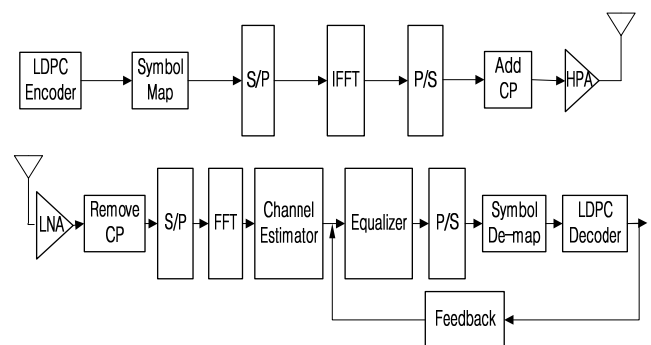 LDPC
Encoder
Symbol
Map
S/P
IFFT
P/S
Add
CP
HPA
LNA
Remove
CP
S/P
FFT
Channel
Estimator
Equalizer
P/S
Symbol
De-map
LDPC
Decoder
Feedback